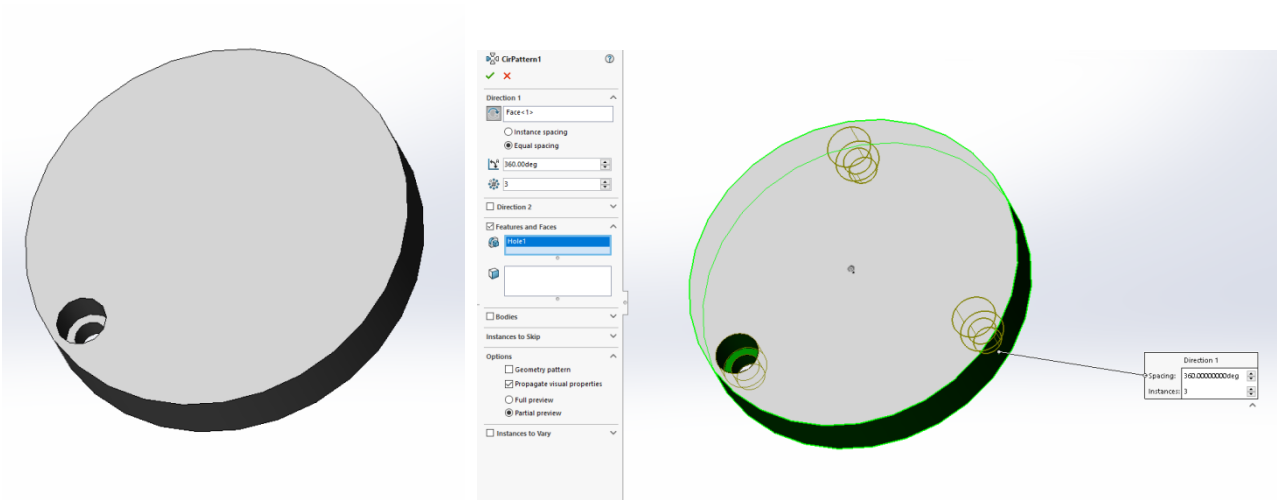 CirPattern1
Direction 1
Face<1>
Instance spacing
Equal spacing
360.00deg
3
Direction 2
Features and Faces
Hole1
Bodies
Instances to Skip
Options
Geometry pattern
Propagate visual properties
Full preview
Partial preview
Instances to Vary
Direction 1
Spacing: 360.00000000deg
Instances: 3